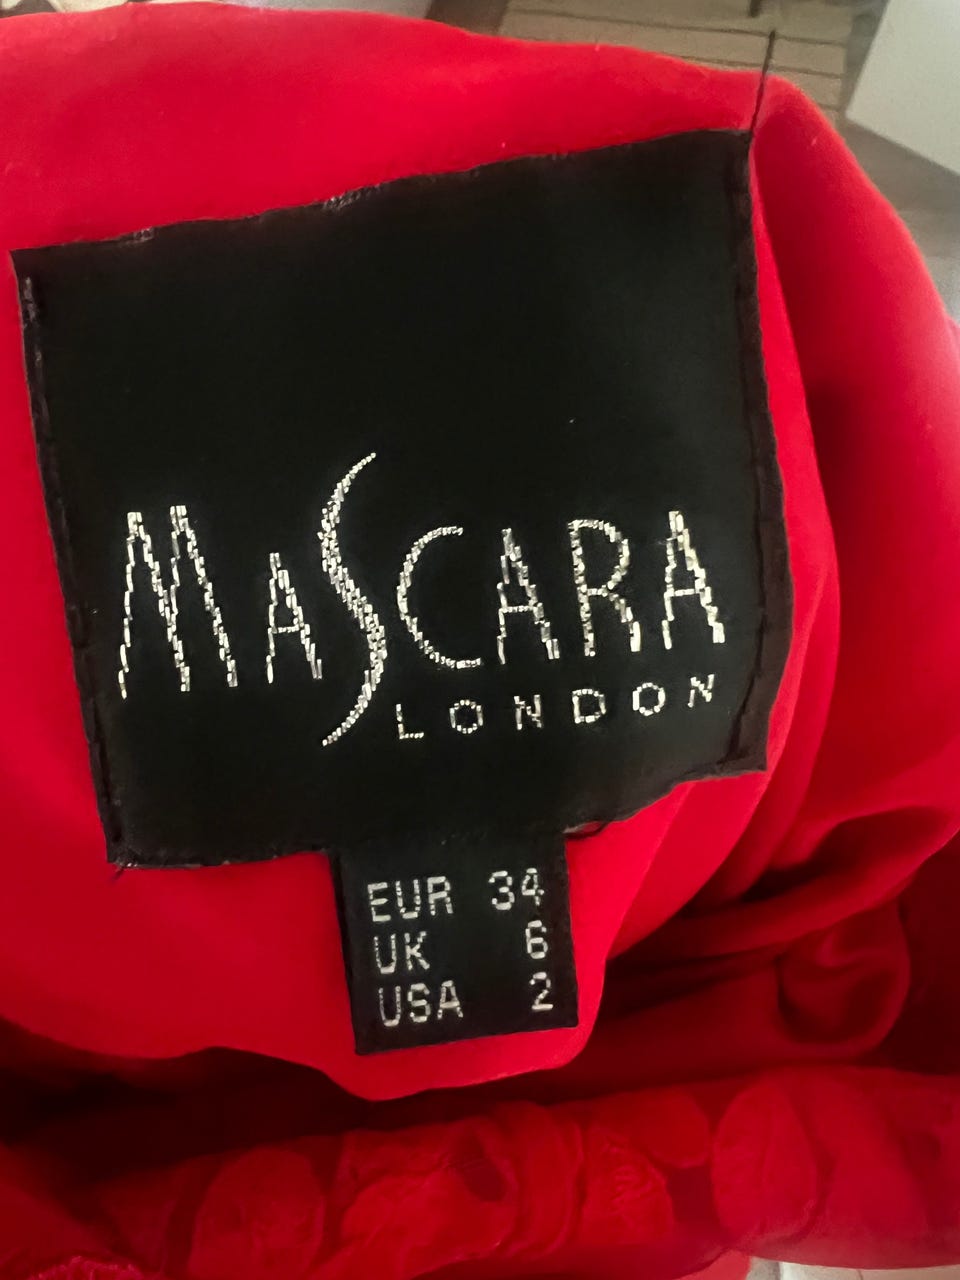 MASCARA
LONDON
EUR 34
UK 6
USA 2